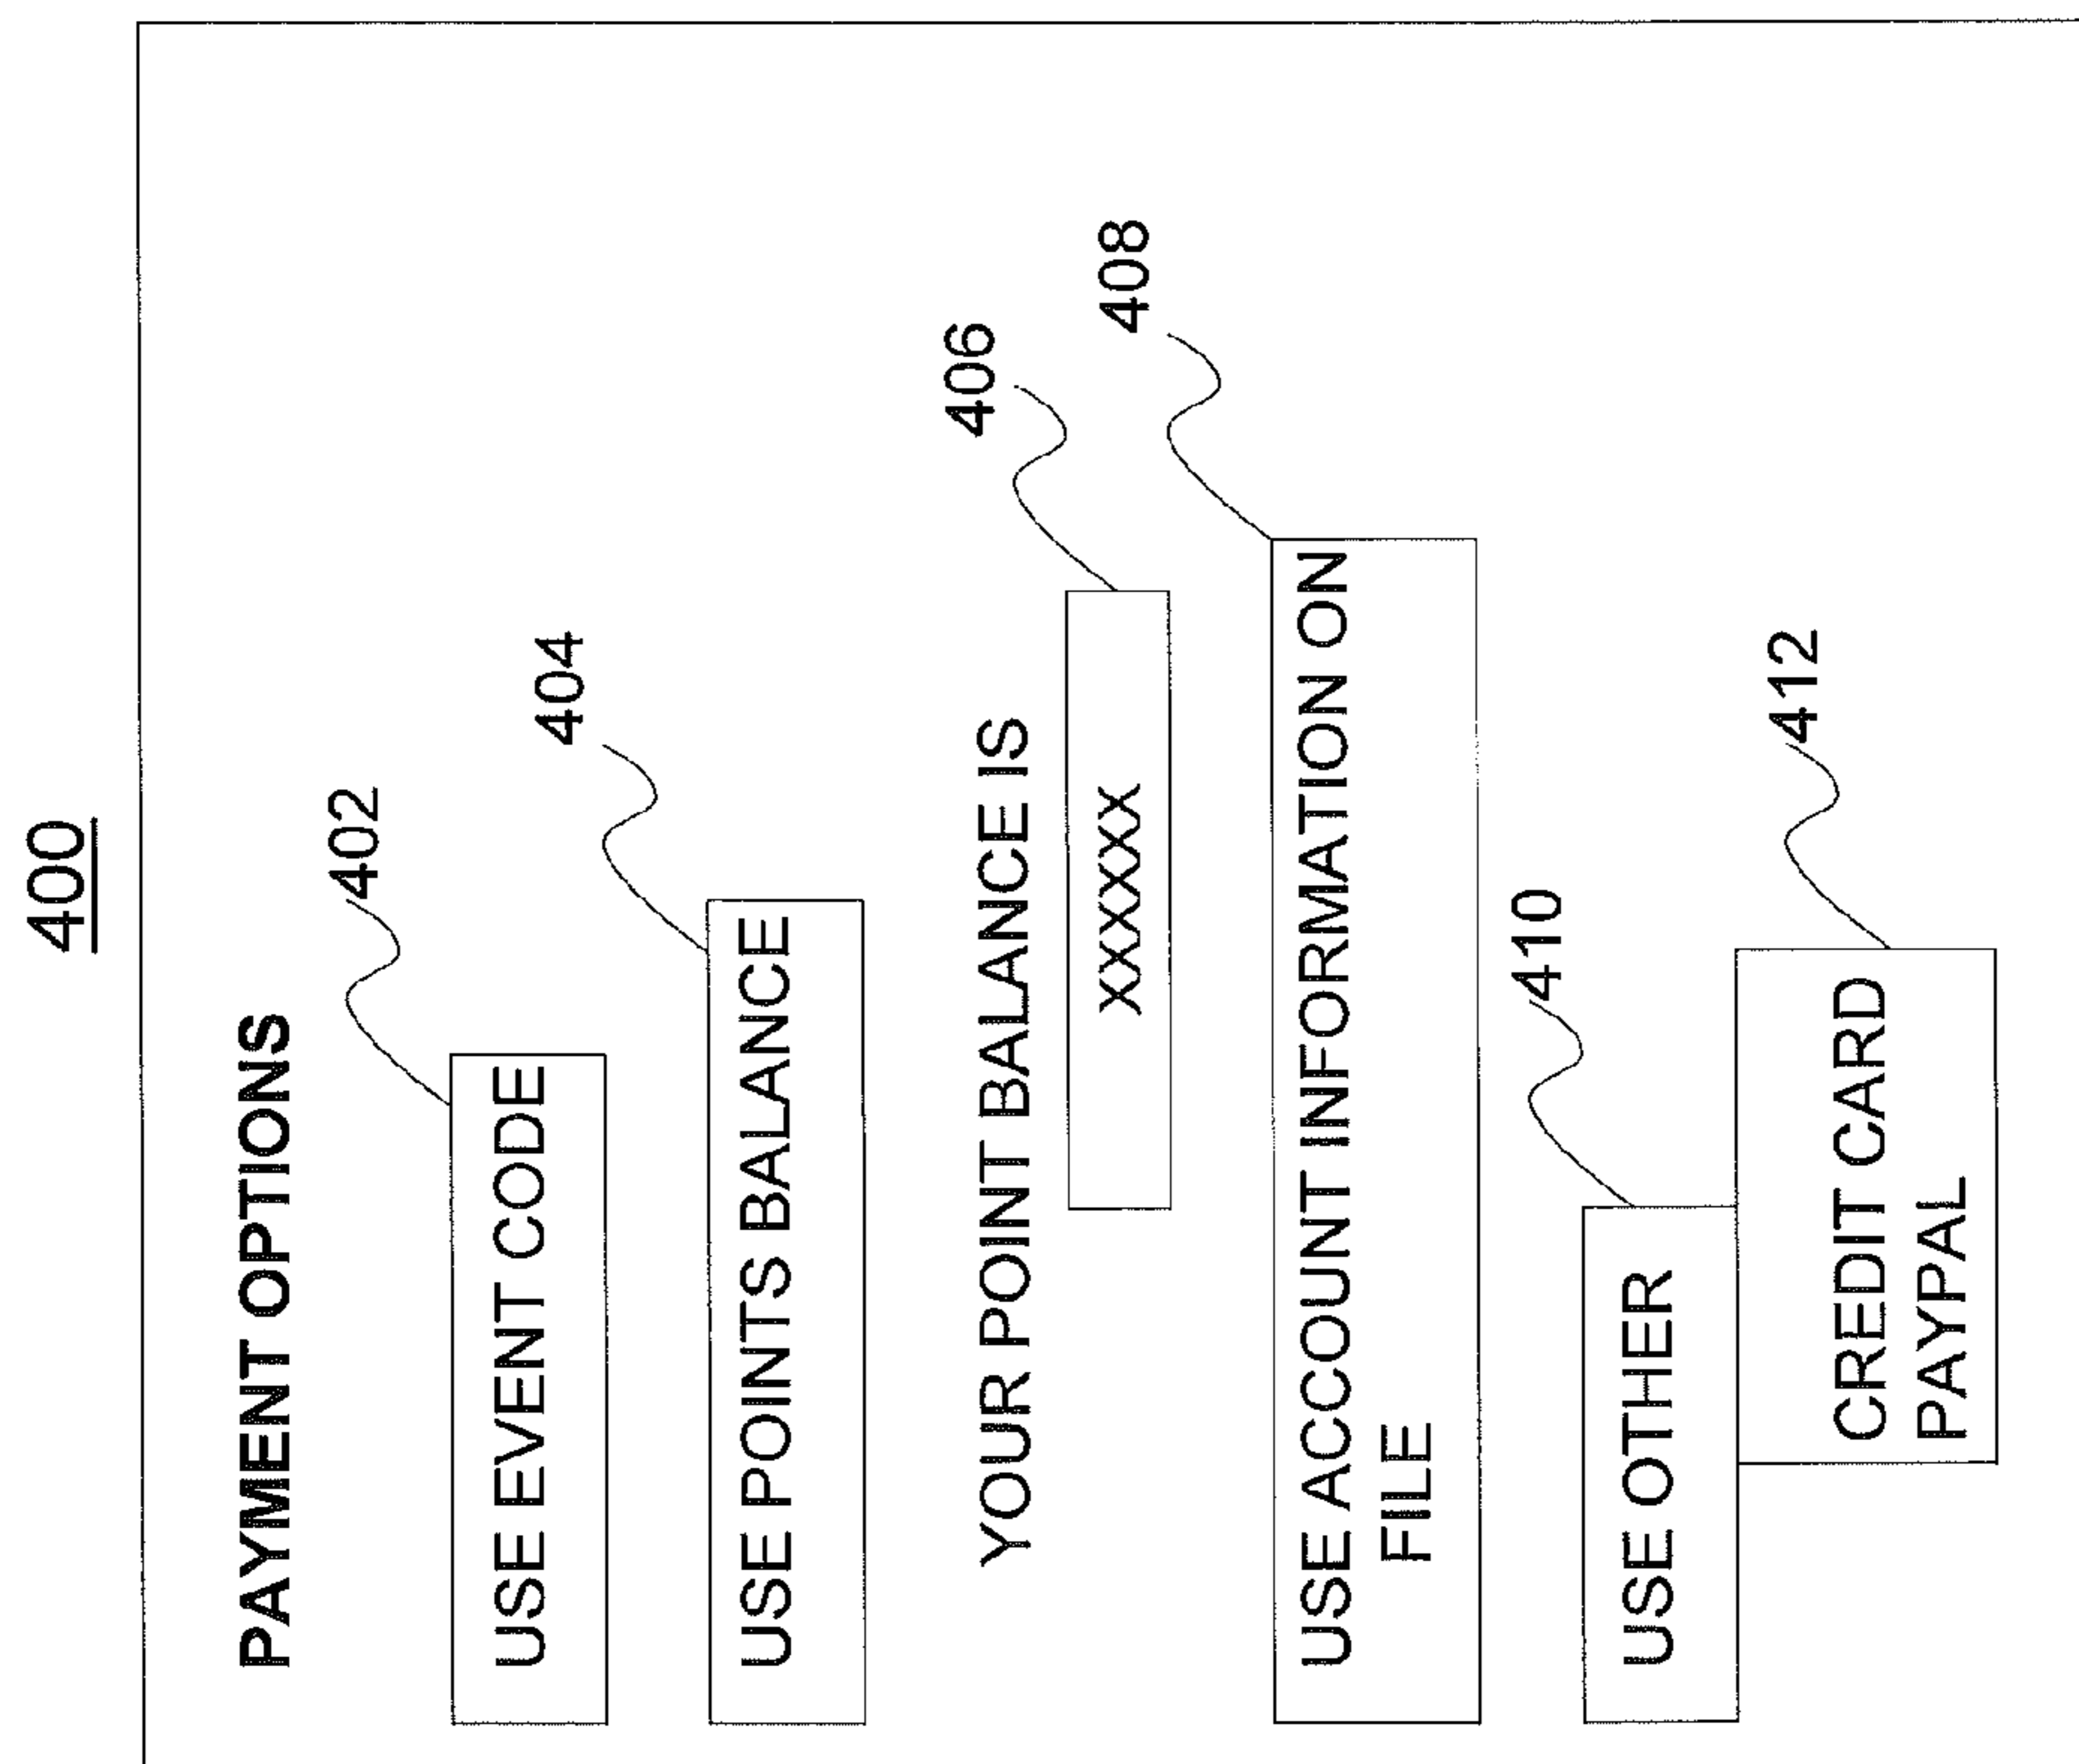 400
PAYMENT OPTIONS
402
USE EVENT CODE
404
USE POINTS BALANCE
YOUR POINT BALANCE IS
406
XXXXXX
408
USE ACCOUNT INFORMATION ON
FILE
410
USE OTHER
412
CREDIT CARD
PAYPAL